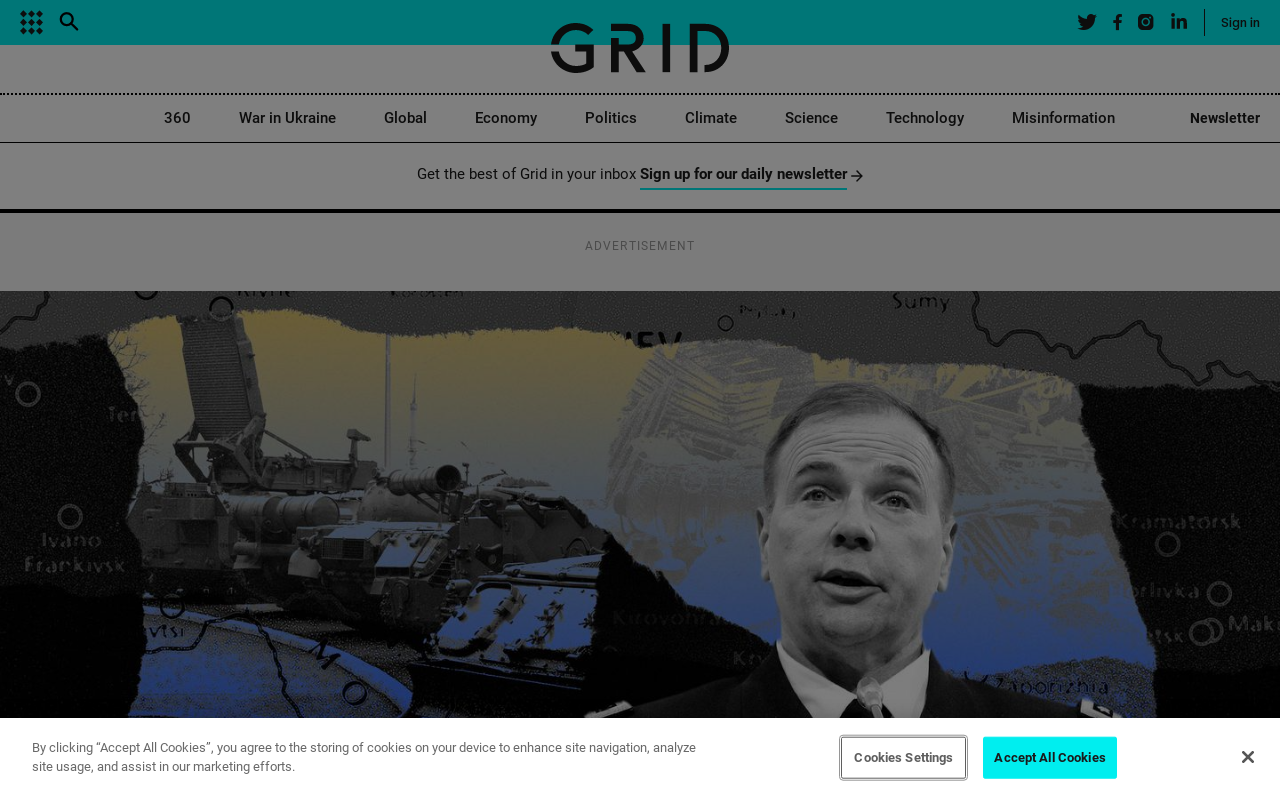 GRID
Sign in
360 War in Ukraine Global Economy Politics Climate Science Technology Misinformation Newsletter
Get the best of Grid in your inbox Sign up for our daily newsletter
ADVERTISEMENT
Sumy
Ivano
Frankivsk
Kramatorsk
Zaporizhia
By clicking “Accept All Cookies”, you agree to the storing of cookies on your device to enhance site navigation, analyze
site usage, and assist in our marketing efforts.
Cookies Settings
Accept All Cookies